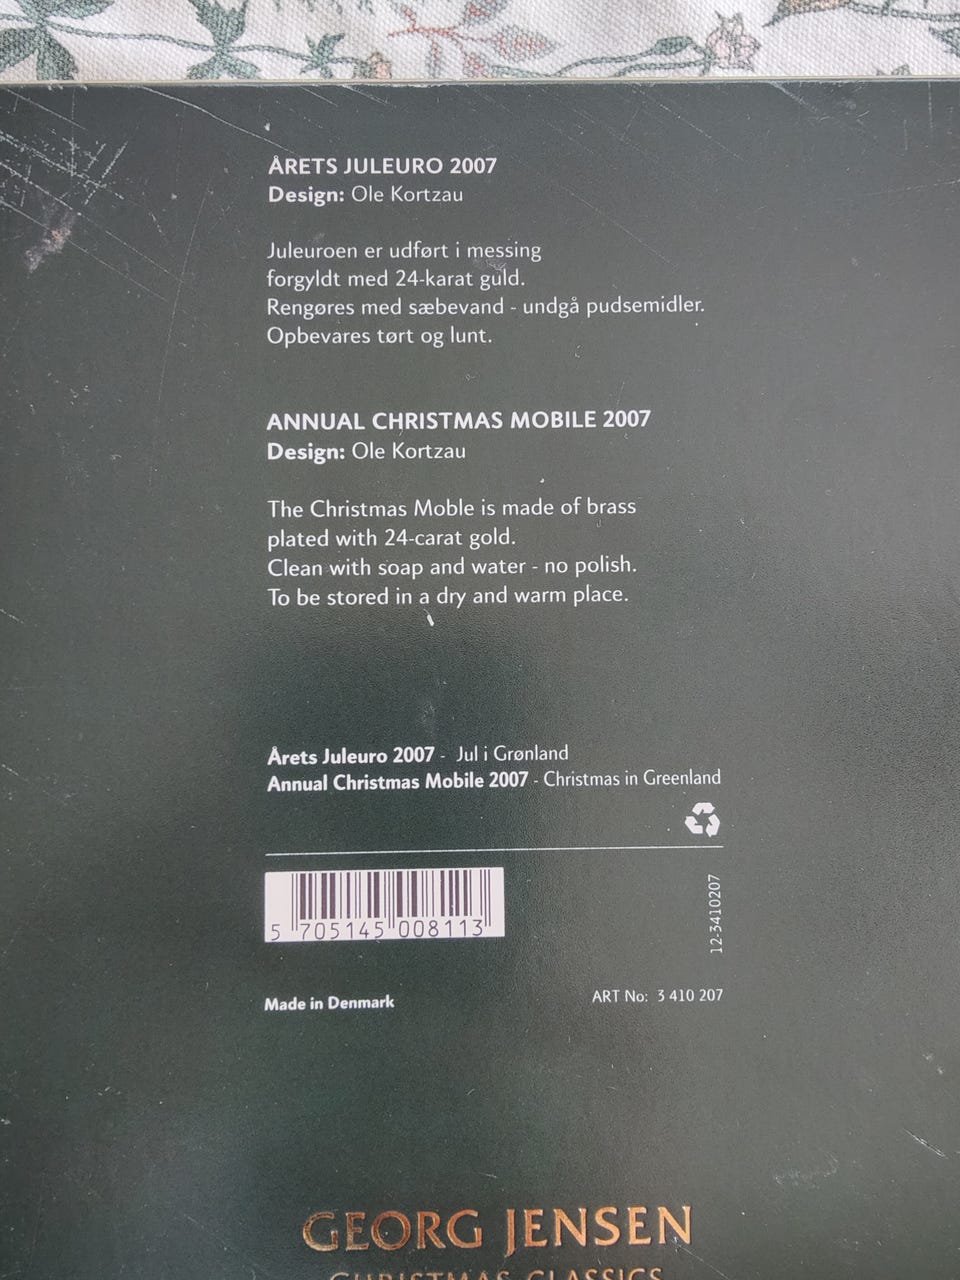 ÅRETS JULEURO 2007
Design: Ole Kortzau
Juleuroen er udført i messing
forgyldt med 24-karat guld.
Rengøres med sæbevand - undgå pudsemidler.
Opbevares tørt og lunt.
ANNUAL CHRISTMAS MOBILE 2007
Design: Ole Kortzau
The Christmas Moble is made of brass
plated with 24-carat gold.
Clean with soap and water - no polish.
To be stored in a dry and warm place.
Årets Juleuro 2007 - Jul i Grønland
Annual Christmas Mobile 2007 - Christmas in Greenland
5 705145 008113
12-3410207
Made in Denmark
ART No: 3 410 207
GEORG JENSEN
CHRISTMAS CLASSICS